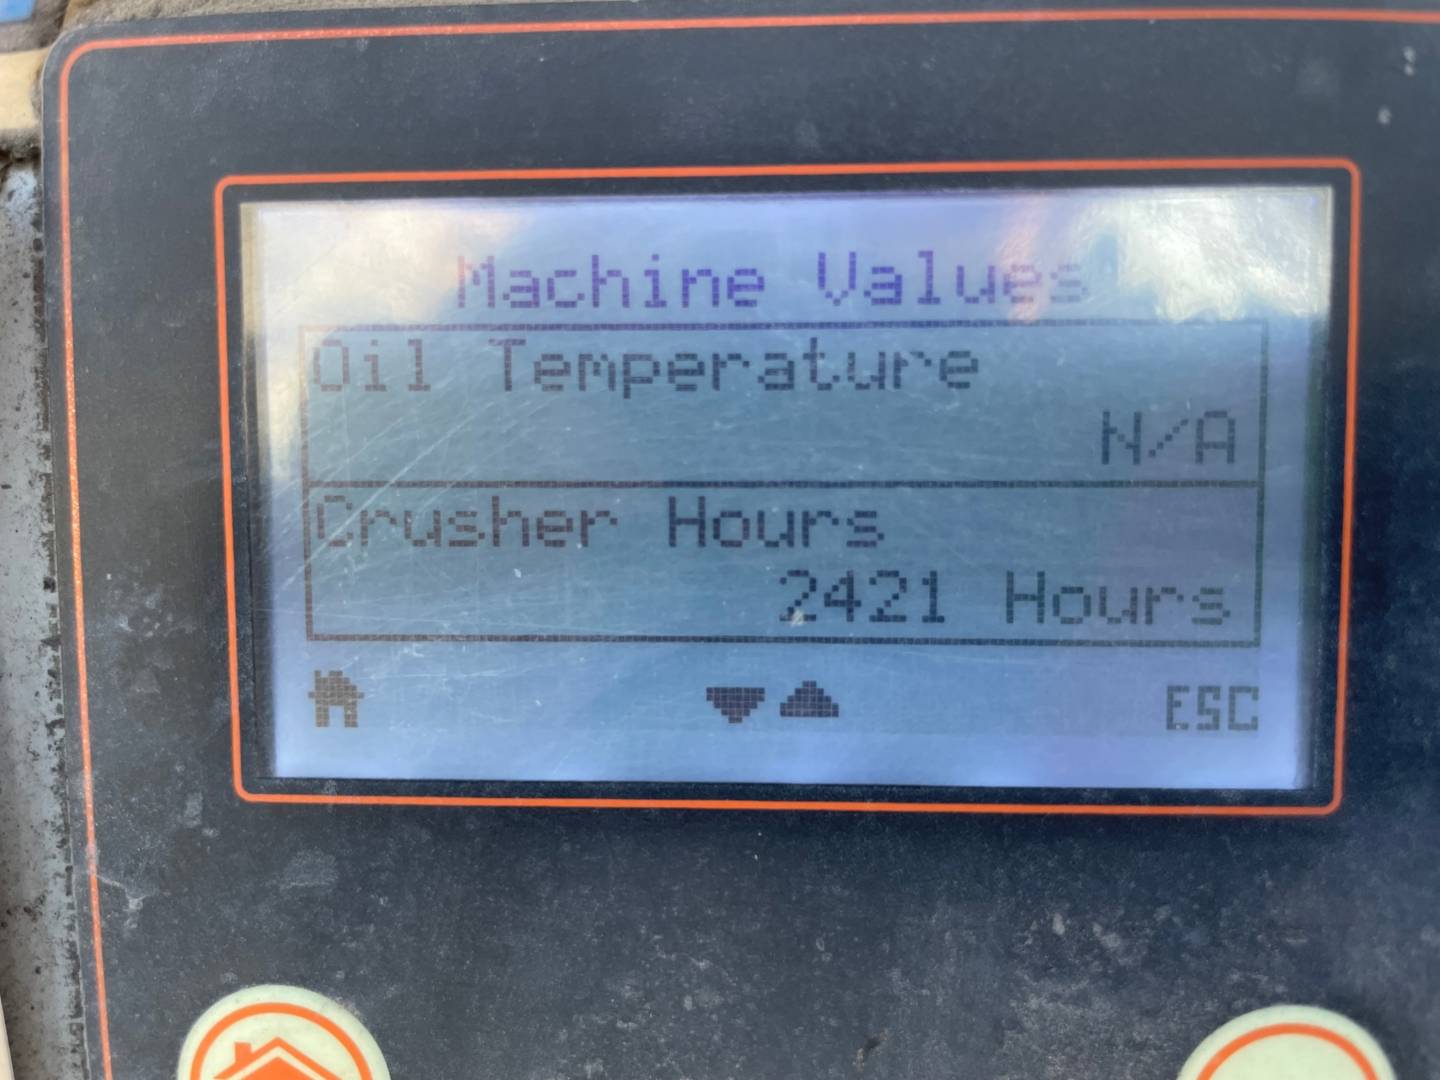 Machine Values
Oil Temperature
N/A
Crusher Hours
2421 Hours
ESC